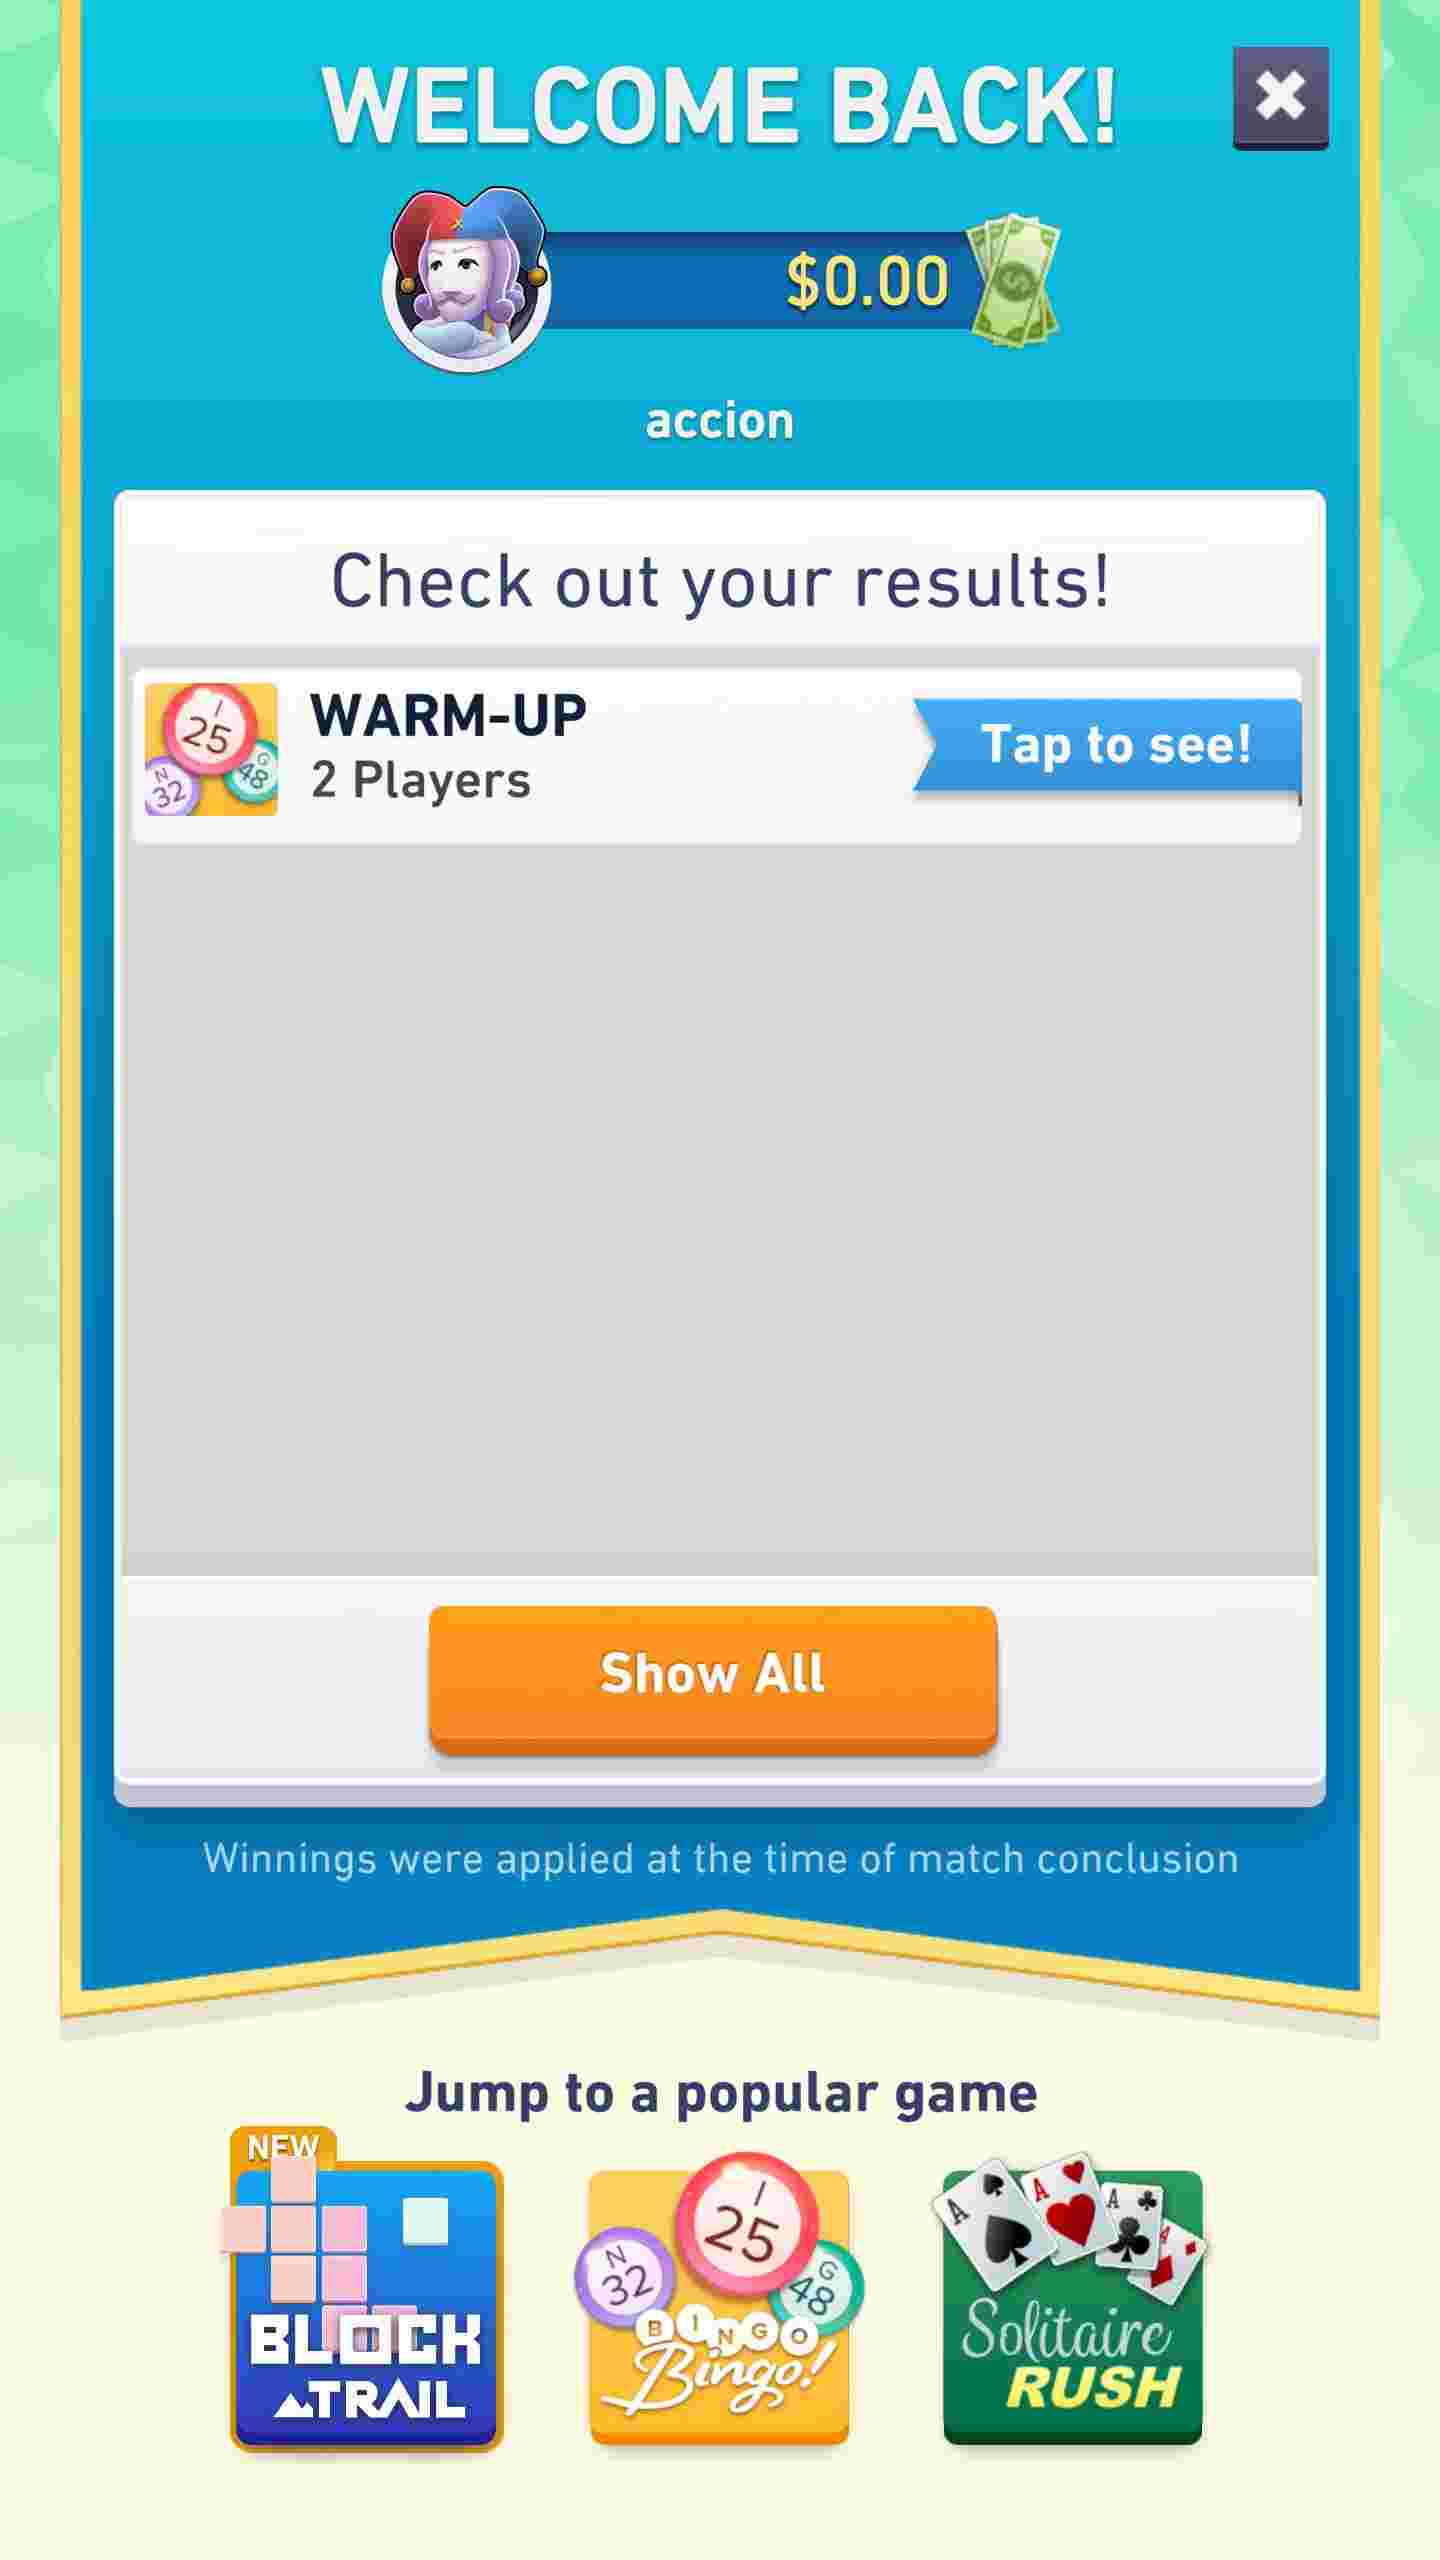 WELCOME BACK!
$0.00
accion
Check out your results!
I
25
N
32
G
48
WARM-UP
2 Players
Tap to see!
Show All
Winnings were applied at the time of match conclusion
Jump to a popular game
NEW
BLOCK
TRAIL
I
25
N
32
G
48
BINGO
Bingo!
A
A
A
A
Solitaire
RUSH